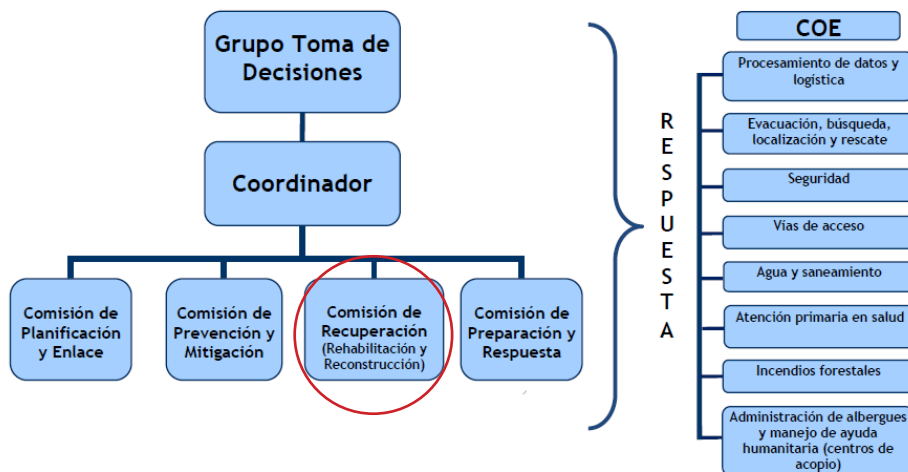 Grupo Toma de
Decisiones
Coordinador
Comisión de
Planificación
y Enlace
Comisión de
Prevención y
Mitigación
Comisión de
Recuperación
(Rehabilitación y
Reconstrucción)
Comisión de
Preparación y
Respuesta
R
E
S
P
U
E
S
T
A
COE
Procesamiento de datos y
logística
Evacuación, búsqueda,
localización y rescate
Seguridad
Vías de acceso
Agua y saneamiento
Atención primaria en salud
Incendios forestales
Administración de albergues
y manejo de ayuda
humanitaria (centros de
acopio)